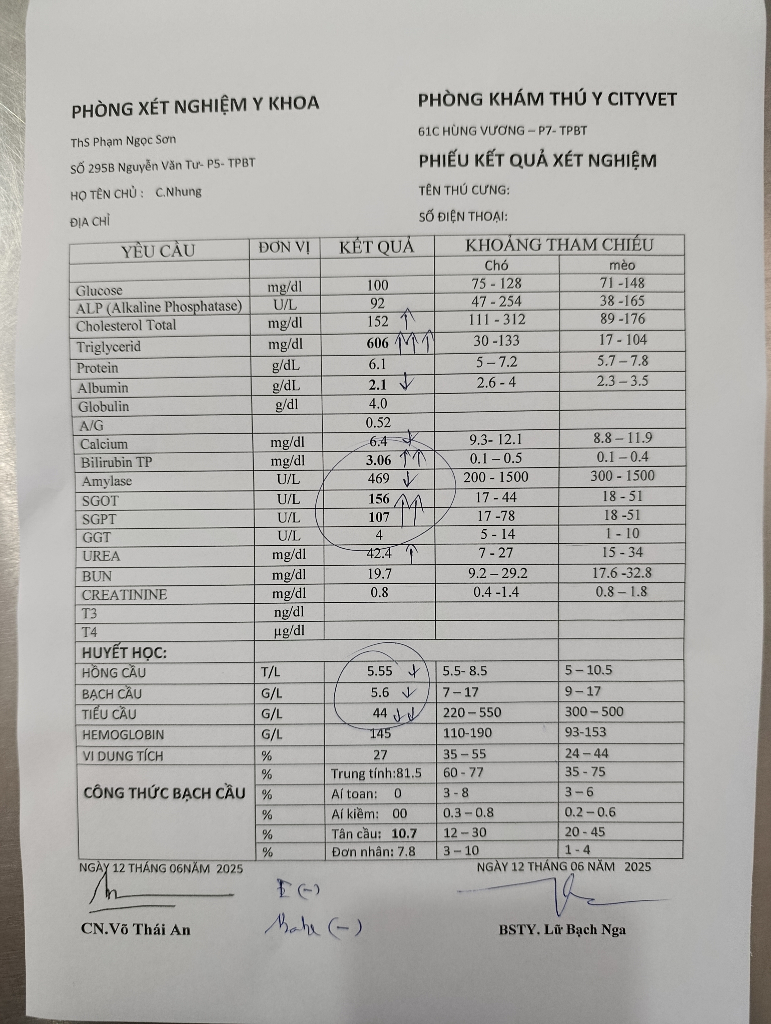 PHÒNG XÉT NGHIỆM Y KHOA
ThS Phạm Ngọc Sơn
SỐ 295B Nguyễn Văn Tư- P5- TPBT
HỌ TÊN CHỦ : C.Nhung
ĐỊA CHỈ
PHÒNG KHÁM THÚ Y CITYVET
61C HÙNG VƯƠNG – P7- TPBT
PHIẾU KẾT QUẢ XÉT NGHIỆM
TÊN THÚ CƯNG:
SỐ ĐIỆN THOẠI:
YÊU CẦU ĐƠN VỊ KẾT QUẢ KHOẢNG THAM CHIẾU
Chó mèo
Glucose mg/dl 100 75 - 128 71 -148
ALP (Alkaline Phosphatase) U/L 92 47 - 254 38 -165
Cholesterol Total mg/dl 152 ↑ 111 - 312 89 -176
Triglycerid mg/dl 606 ↑↑↑ 30 -133 17 - 104
Protein g/dL 6.1 5 – 7.2 5.7 – 7.8
Albumin g/dL 2.1 ↓ 2.6 - 4 2.3 – 3.5
Globulin g/dl 4.0
A/G 0.52
Calcium mg/dl 6.4 ↓ 9.3- 12.1 8.8 – 11.9
Bilirubin TP mg/dl 3.06 ↑↑ 0.1 – 0.5 0.1 – 0.4
Amylase U/L 469 ↓ 200 - 1500 300 - 1500
SGOT U/L 156 17 - 44 18 - 51
SGPT U/L 107 ↑↑ 17 -78 18 -51
GGT U/L 4 5 - 14 1 - 10
UREA mg/dl 42.4 ↑ 7 - 27 15 - 34
BUN mg/dl 19.7 9.2 – 29.2 17.6 -32.8
CREATININE mg/dl 0.8 0.4 -1.4 0.8 – 1.8
T3 ng/dl
T4 µg/dl
HUYẾT HỌC:
HỒNG CẦU T/L 5.55 ↓ 5.5- 8.5 5 – 10.5
BẠCH CẦU G/L 5.6 ↓ 7 – 17 9 – 17
TIỂU CẦU G/L 44 ↓↓ 220 – 550 300 – 500
HEMOGLOBIN G/L 145 110-190 93-153
VI DUNG TÍCH % 27 35 – 55 24 – 44
CÔNG THỨC BẠCH CẦU
% Trung tính:81.5 60 - 77 35 - 75
% Aí toan: 0 3 - 8 3 – 6
% Aí kiềm: 00 0.3 – 0.8 0.2 – 0.6
% Tân cầu: 10.7 12 – 30 20 - 45
% Đơn nhân: 7.8 3 – 10 1 - 4
NGÀY 12 THÁNG 06NĂM 2025
NGÀY 12 THÁNG 06 NĂM 2025
E (-)
(-)
CN.Võ Thái An
BSTY. Lữ Bạch Nga